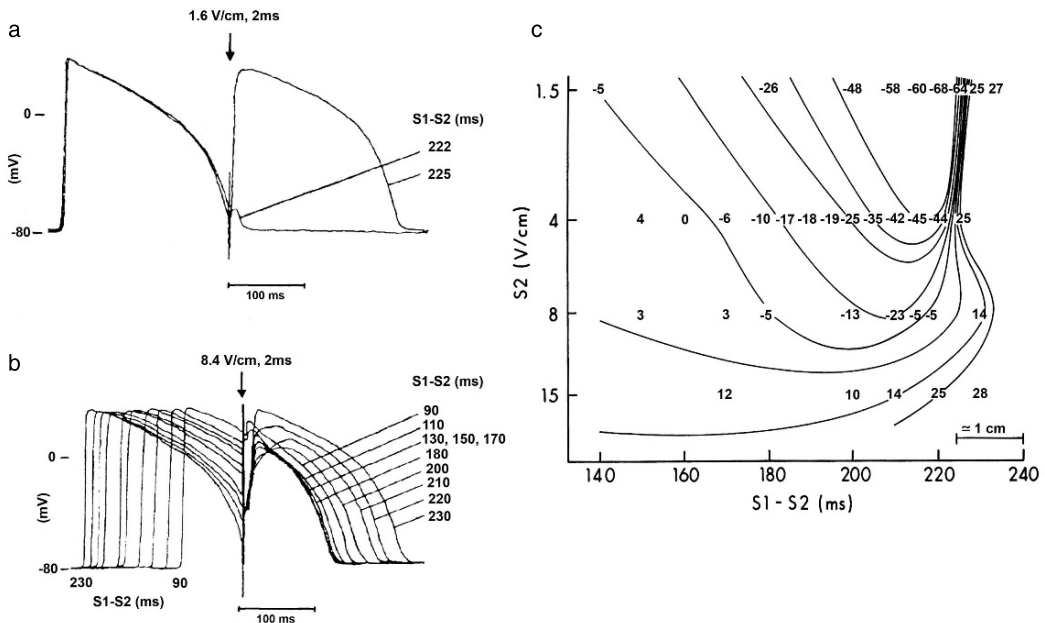 a
1.6 V/cm, 2ms
0
(mV)
-80
S1-S2 (ms)
222
225
100 ms
b
8.4 V/cm, 2ms
S1-S2 (ms)
90
110
130, 150, 170
180
200
210
220
230
0
(mV)
-80
230 90
S1-S2 (ms)
100 ms
c
S2 (V/cm)
1.5 -5 -26 -48 -58 -60 -68 -64 25 27
4 4 0 -6 -10 -17 -18 -19 -25 -35 -42 -45 -44 25
8 3 3 -5 -13 -23 -5 -5 14
15 12 10 14 25 28
≃ 1 cm
140 160 180 200 220 240
S1-S2 (ms)